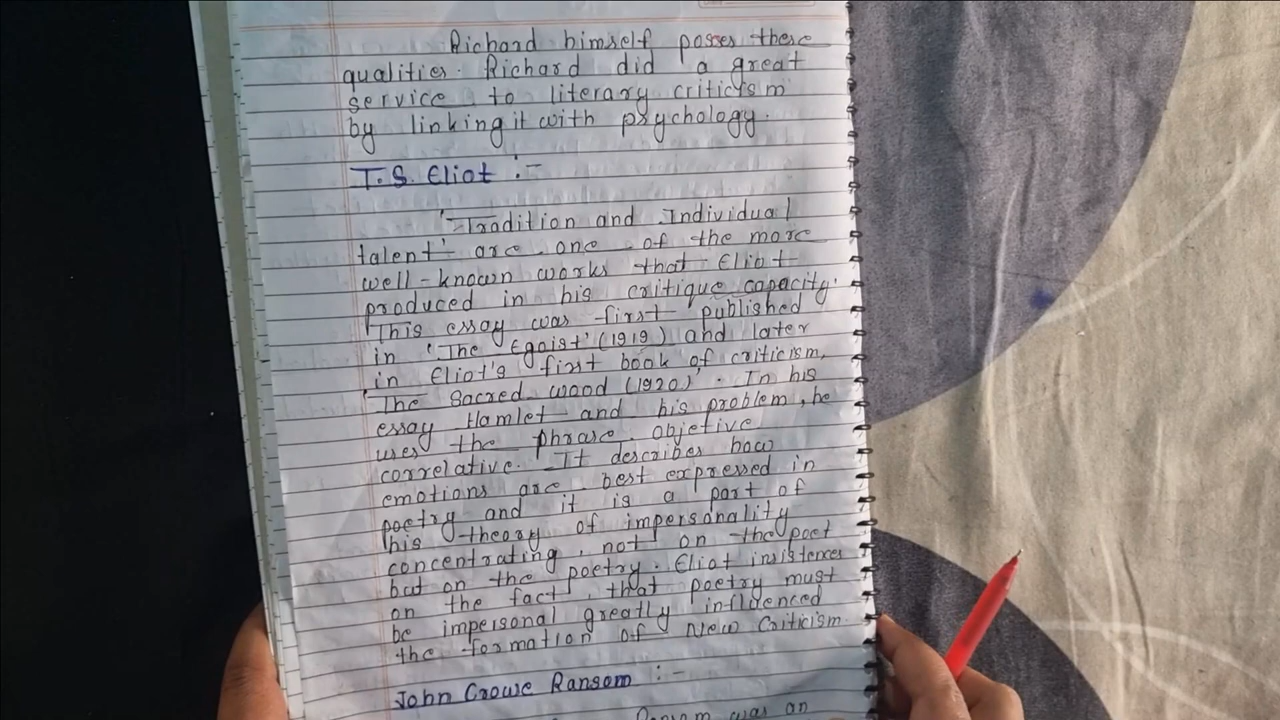 Richard himself posses these
qualities. Richard did a great
service to literary criticism
by linking it with psychology.
T.S. Eliot :-
'Tradition and Individual
talent' are one of the more
well-known works that Eliot
produced in his critique capacity.
This essay was first published
in 'The Egoist' (1919) and later
in Eliot's first book of criticism,
'The Sacred wood (1920)'. In his
essay Hamlet and his problem, he
uses the phrase objetive
correlative. It describes how
emotions are best expressed in
poetry and it is a part of
his theory of impersonality
concentrating, not on the poet
but on the poetry. Eliot insistences
on the fact, that poetry must
be impersonal greatly influenced
the formation of New Criticism.
John Crowe Ransom :-
Ransom was an